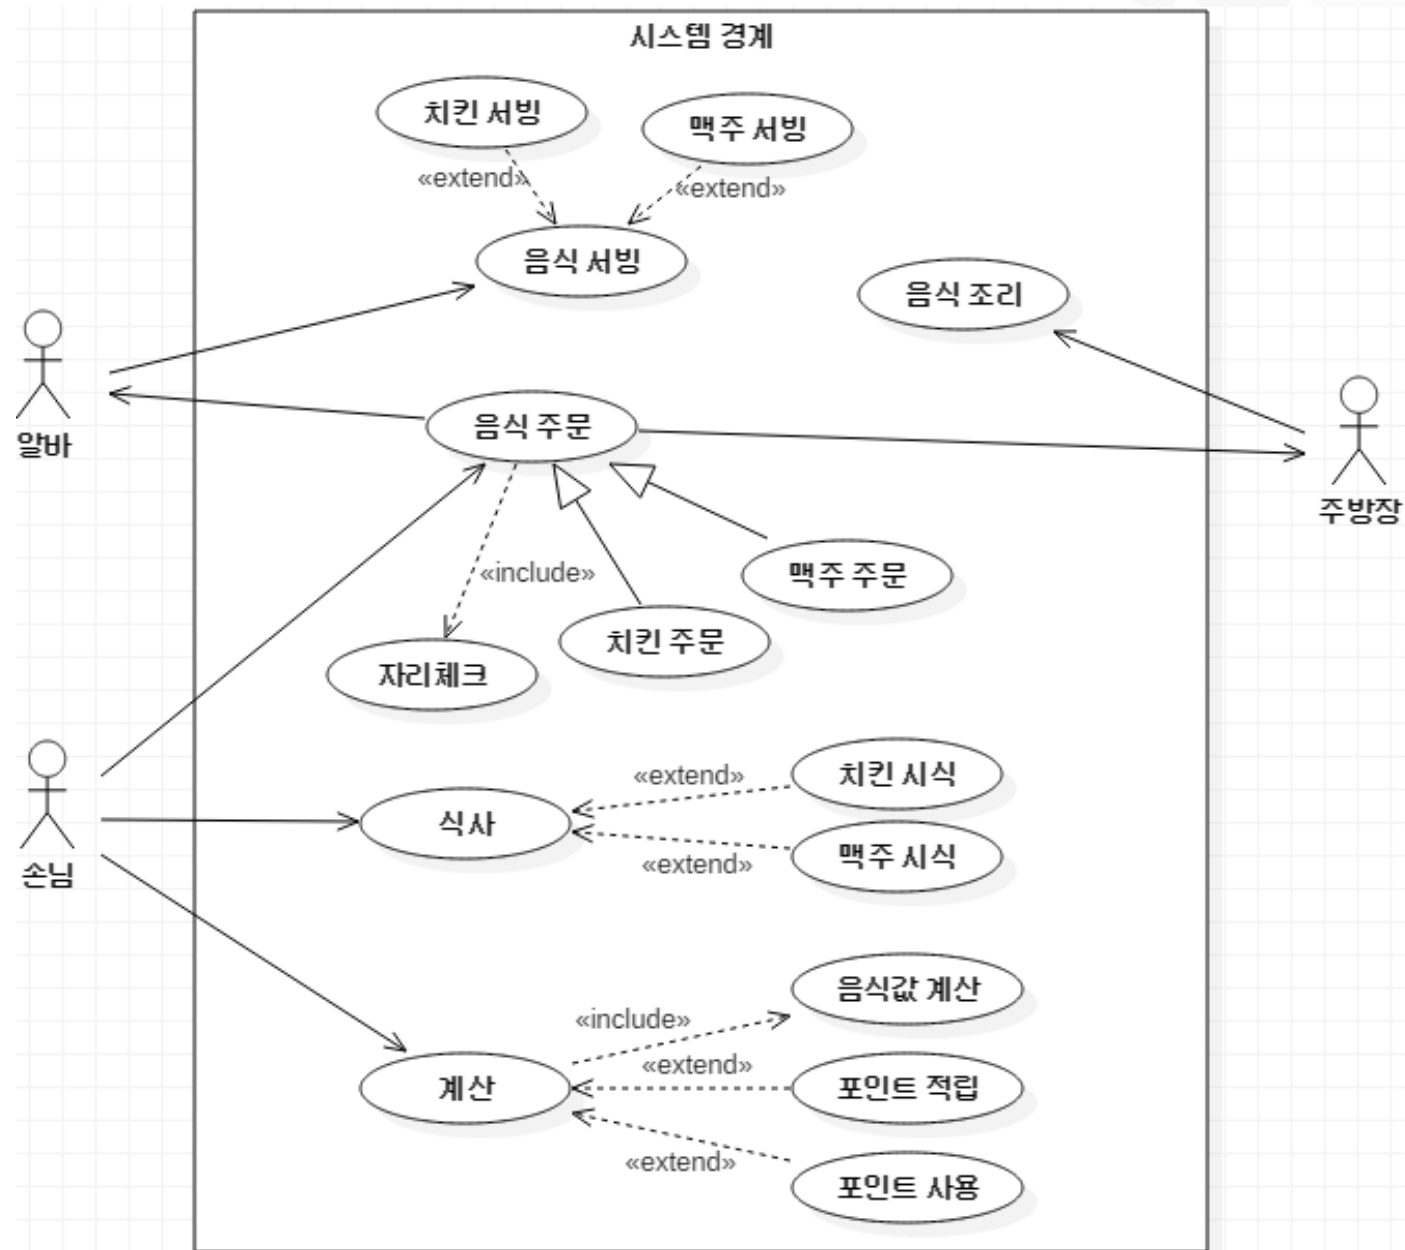 시스템 경계
치킨 서빙
맥주 서빙
«extend»
«extend»
음식 서빙
음식 조리
알바
음식 주문
주방장
«include»
맥주 주문
치킨 주문
자리체크
손님
«extend»
치킨 시식
식사
맥주 시식
«extend»
음식값 계산
«include»
«extend»
계산
포인트 적립
«extend»
포인트 사용